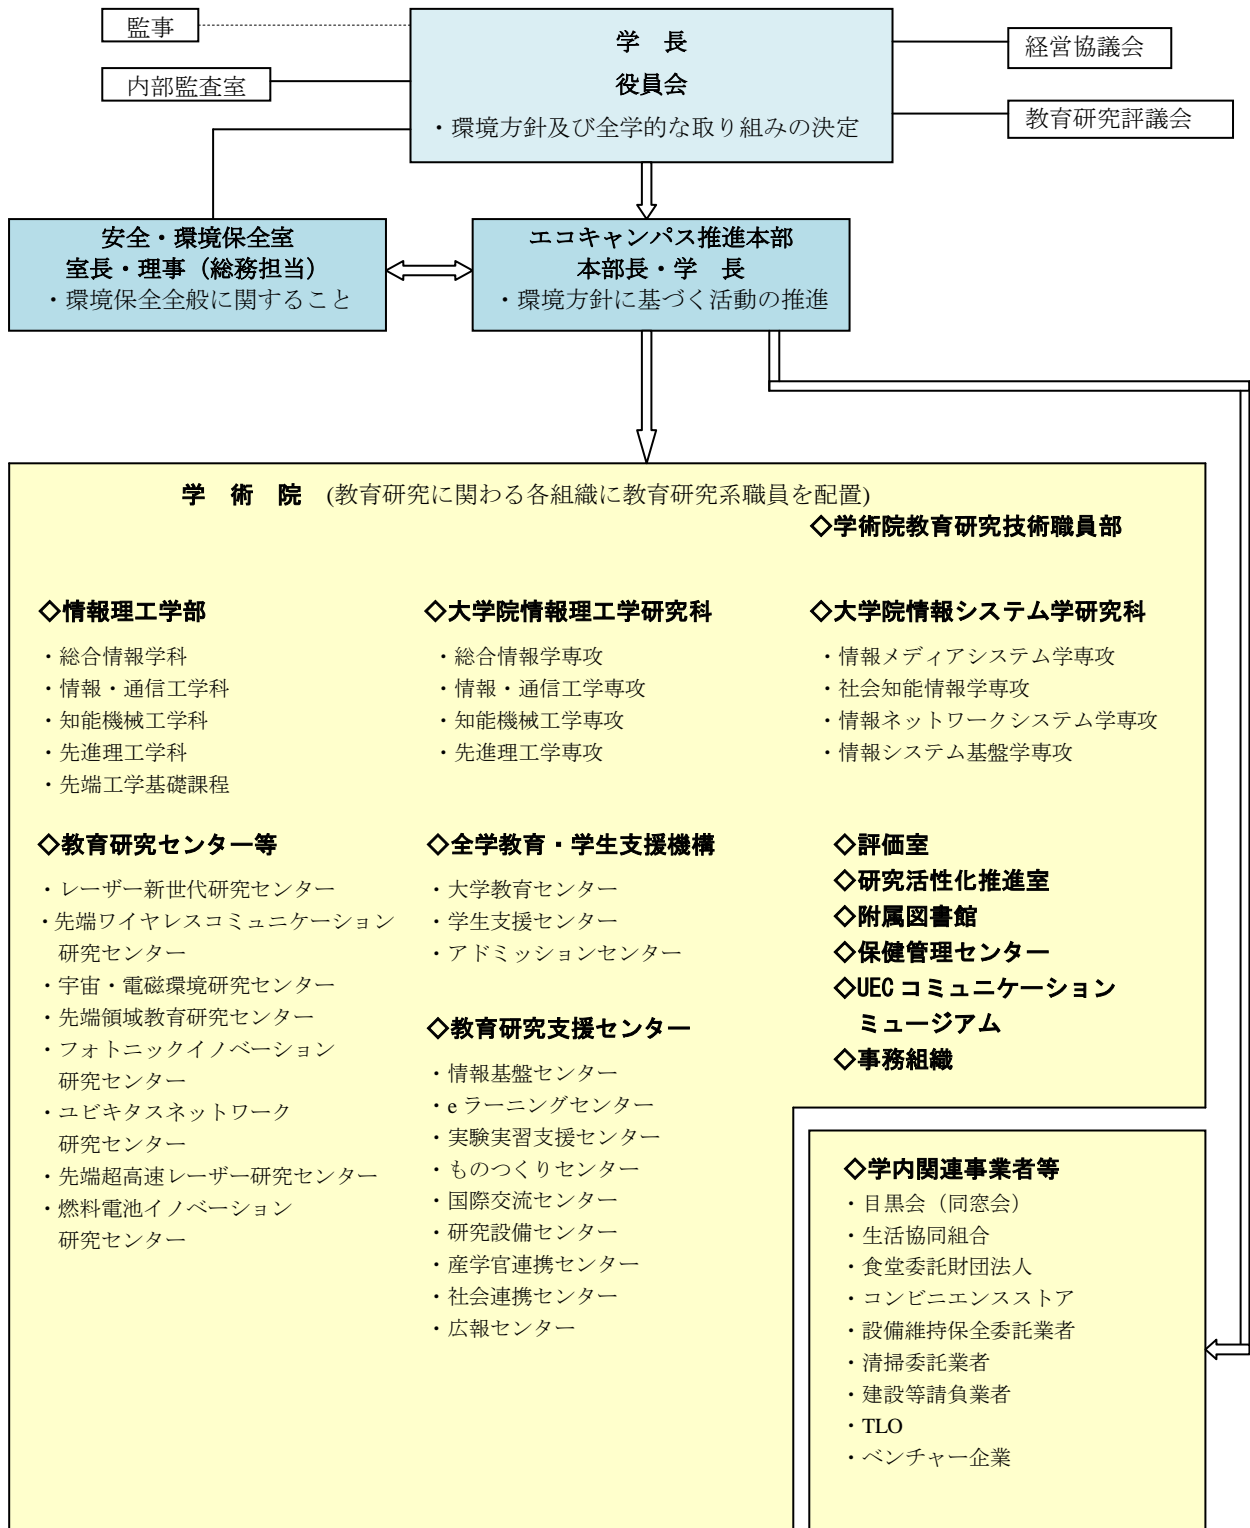 監事
内部監査室
学　長
役員会
・環境方針及び全学的な取り組みの決定
経営協議会
教育研究評議会
安全・環境保全室
室長・理事（総務担当）
・環境保全全般に関すること
エコキャンパス推進本部
本部長・学　長
・環境方針に基づく活動の推進
学　術　院　(教育研究に関わる各組織に教育研究系職員を配置)
◇学術院教育研究技術職員部
◇情報理工学部
・総合情報学科
・情報・通信工学科
・知能機械工学科
・先進理工学科
・先端工学基礎課程
◇大学院情報理工学研究科
・総合情報学専攻
・情報・通信工学専攻
・知能機械工学専攻
・先進理工学専攻
◇大学院情報システム学研究科
・情報メディアシステム学専攻
・社会知能情報学専攻
・情報ネットワークシステム学専攻
・情報システム基盤学専攻
◇教育研究センター等
・レーザー新世代研究センター
・先端ワイヤレスコミュニケーション
研究センター
・宇宙・電磁環境研究センター
・先端領域教育研究センター
・フォトニックイノベーション
研究センター
・ユビキタスネットワーク
研究センター
・先端超高速レーザー研究センター
・燃料電池イノベーション
研究センター
◇全学教育・学生支援機構
・大学教育センター
・学生支援センター
・アドミッションセンター
◇教育研究支援センター
・情報基盤センター
・e ラーニングセンター
・実験実習支援センター
・ものつくりセンター
・国際交流センター
・研究設備センター
・産学官連携センター
・社会連携センター
・広報センター
◇評価室
◇研究活性化推進室
◇附属図書館
◇保健管理センター
◇UEC コミュニケーション
ミュージアム
◇事務組織
◇学内関連事業者等
・目黒会（同窓会）
・生活協同組合
・食堂委託財団法人
・コンビニエンスストア
・設備維持保全委託業者
・清掃委託業者
・建設等請負業者
・TLO
・ベンチャー企業